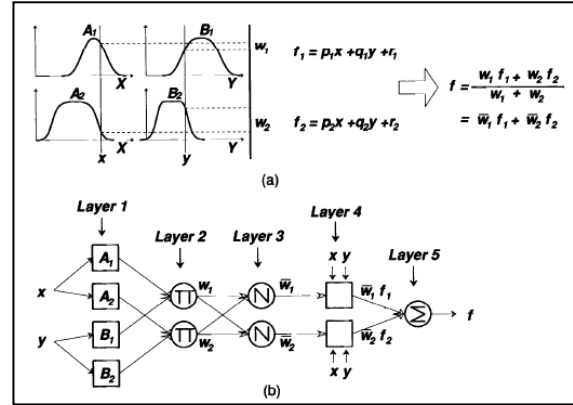 A₁ B₁
w₁ f₁ = p₁x +q₁y +r₁
X Y
A₂ B₂
w₂ f₂ = p₂x +q₂y +r₂
X Y
x y
f = w₁ f₁ + w₂ f₂ / w₁ + w₂
= w̅₁ f₁ + w̅₂ f₂
(a)
Layer 1 Layer 2 Layer 3 Layer 4 Layer 5
x y
A₁
x A₂
y B₁
B₂
Π w₁ N w̅₁ w̅₁ f₁
Π w₂ N w̅₂ w̅₂ f₂
Σ f
x y
(b)